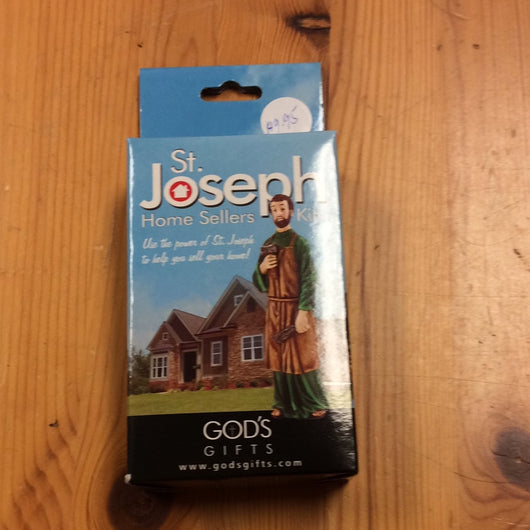 St.
Joseph
Home Sellers
Use the power of St. Joseph
to help you sell your home!
GOD'S
GIFTS
www.godsgifts.com